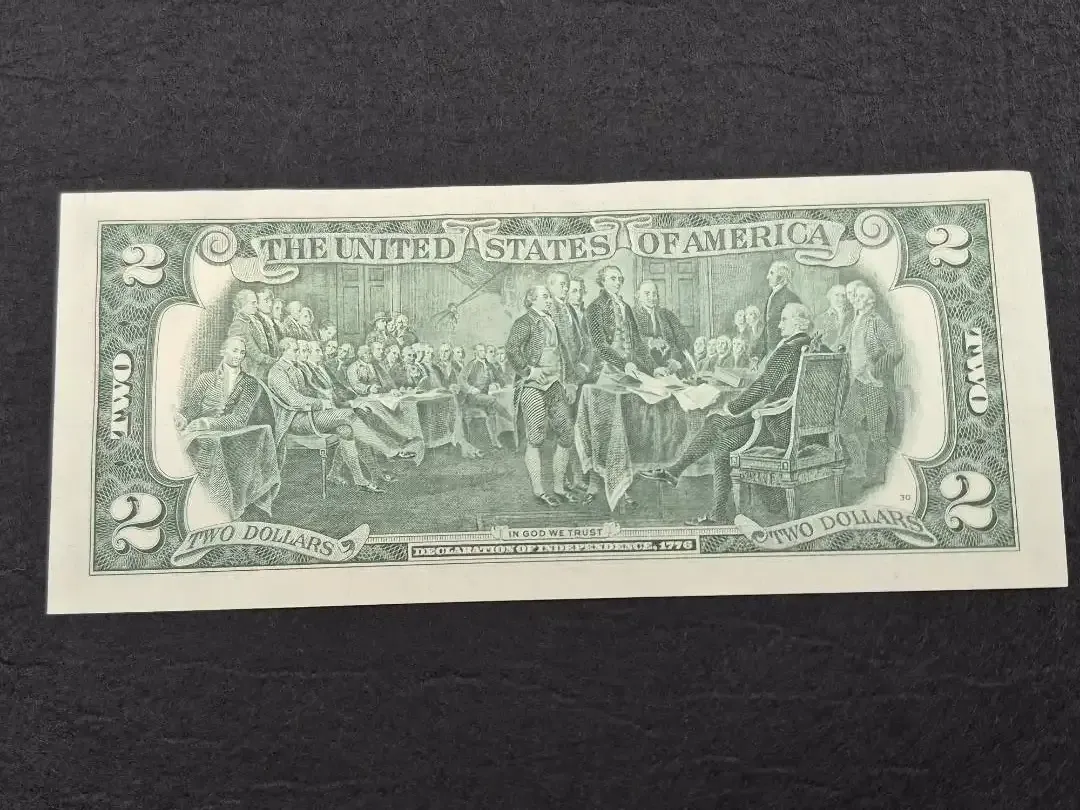 THE UNITED STATES OF AMERICA
2
2
TWO
TWO
30
2
2
TWO DOLLARS
IN GOD WE TRUST
TWO DOLLARS
DECLARATION OF INDEPENDENCE, 1776